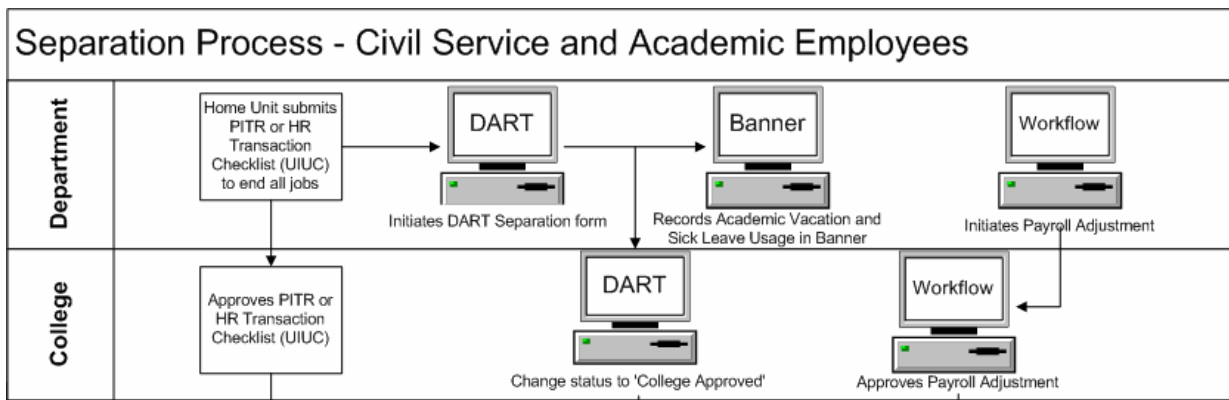 Separation Process - Civil Service and Academic Employees
Department
Home Unit submits
PITR or HR
Transaction
Checklist (UIUC)
to end all jobs
DART
Initiates DART Separation form
Banner
Records Academic Vacation and
Sick Leave Usage in Banner
Workflow
Initiates Payroll Adjustment
College
Approves PITR or
HR Transaction
Checklist (UIUC)
DART
Change status to 'College Approved'
Workflow
Approves Payroll Adjustment